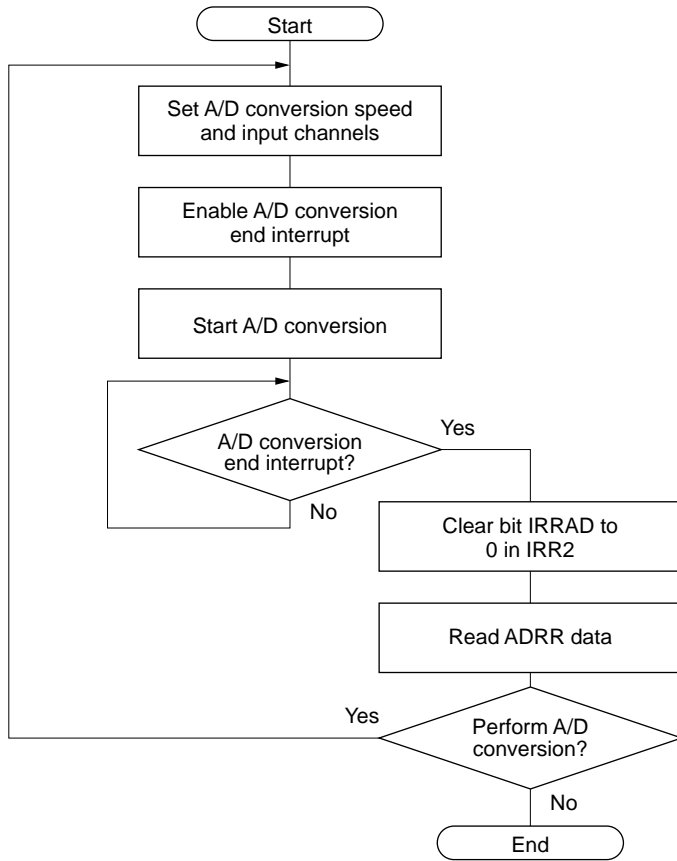 Start
Set A/D conversion speed
and input channels
Enable A/D conversion
end interrupt
Start A/D conversion
A/D conversion
end interrupt?
Yes
No
Clear bit IRRAD to
0 in IRR2
Read ADRR data
Yes
Perform A/D
conversion?
No
End